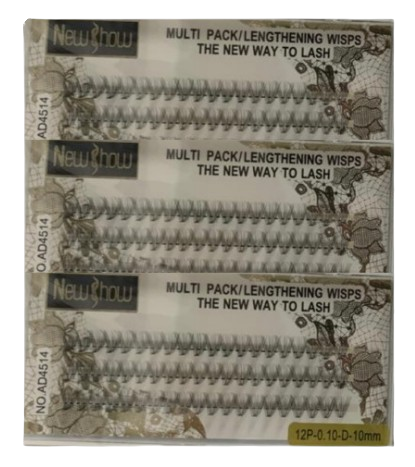 NewShow
MULTI PACK/LENGTHENING WISPS
THE NEW WAY TO LASH
AD4514
NewShow
MULTI PACK/LENGTHENING WISPS
THE NEW WAY TO LASH
O.AD4514
NewShow
MULTI PACK/LENGTHENING WISPS
THE NEW WAY TO LASH
NO.AD4514
12P-0.10-D-10mm